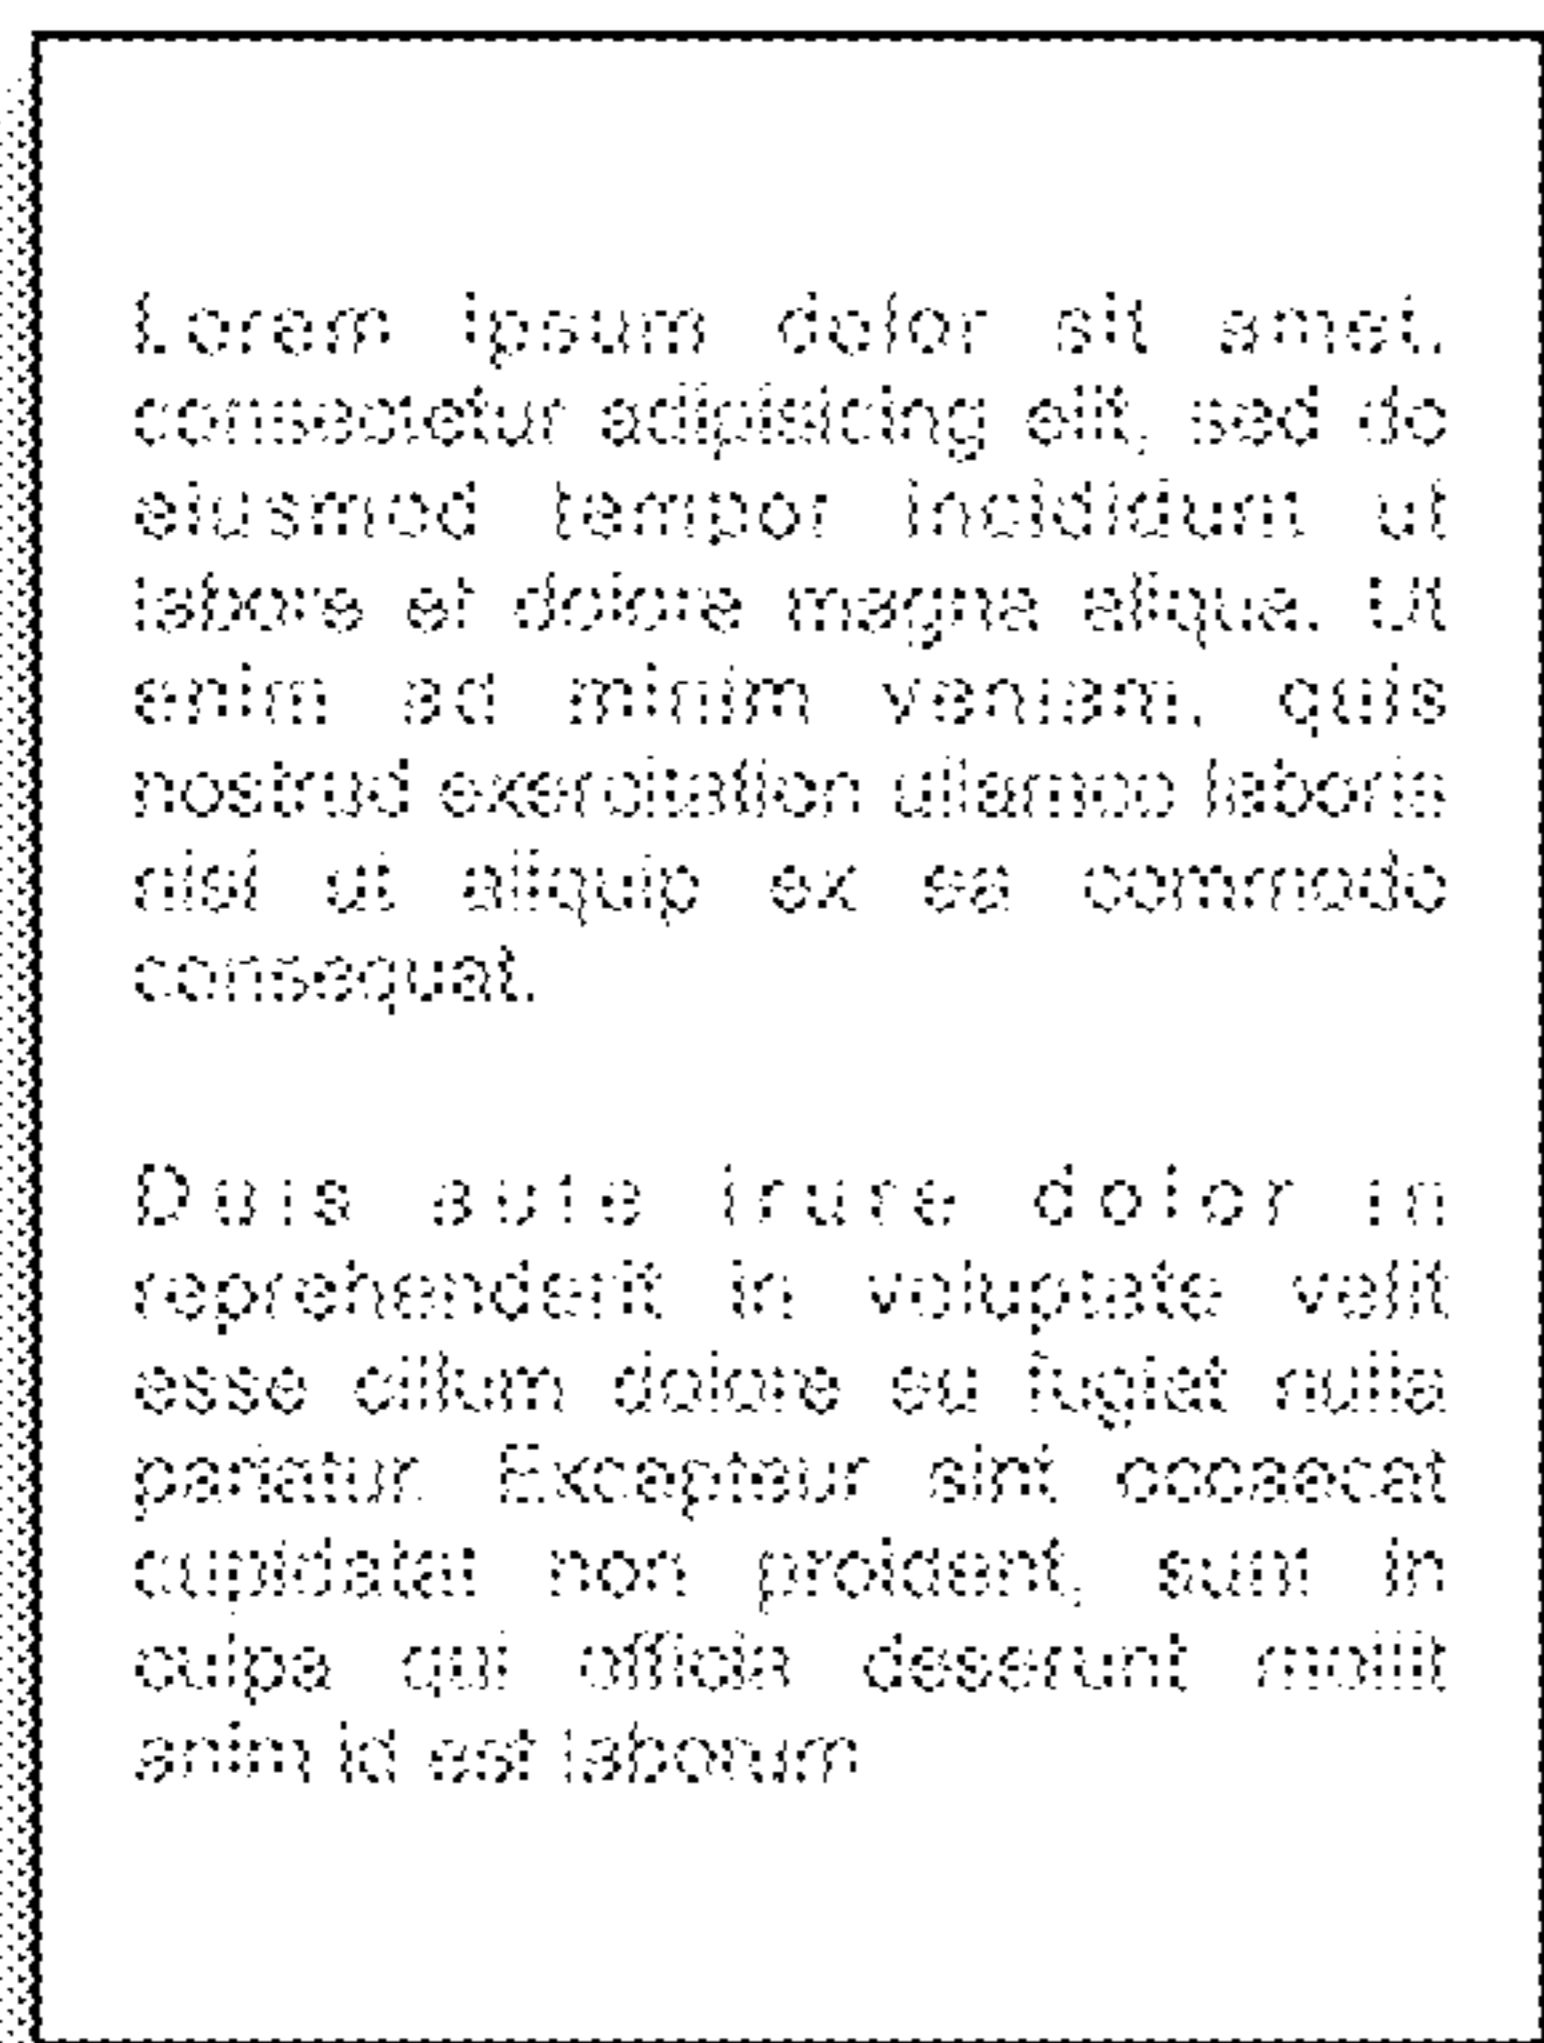 Lorem ipsum dolor sit amet,
consectetur adipisicing elit, sed do
eiusmod tempor incididunt ut
labore et dolore magna aliqua. Ut
enim ad minim veniam, quis
nostrud exercitation ullamco laboris
nisi ut aliquip ex ea commodo
consequat.
Duis aute irure dolor in
reprehenderit in voluptate velit
esse cillum dolore eu fugiat nulla
pariatur. Excepteur sint occaecat
cupidatat non proident, sunt in
culpa qui officia deserunt mollit
anim id est laborum